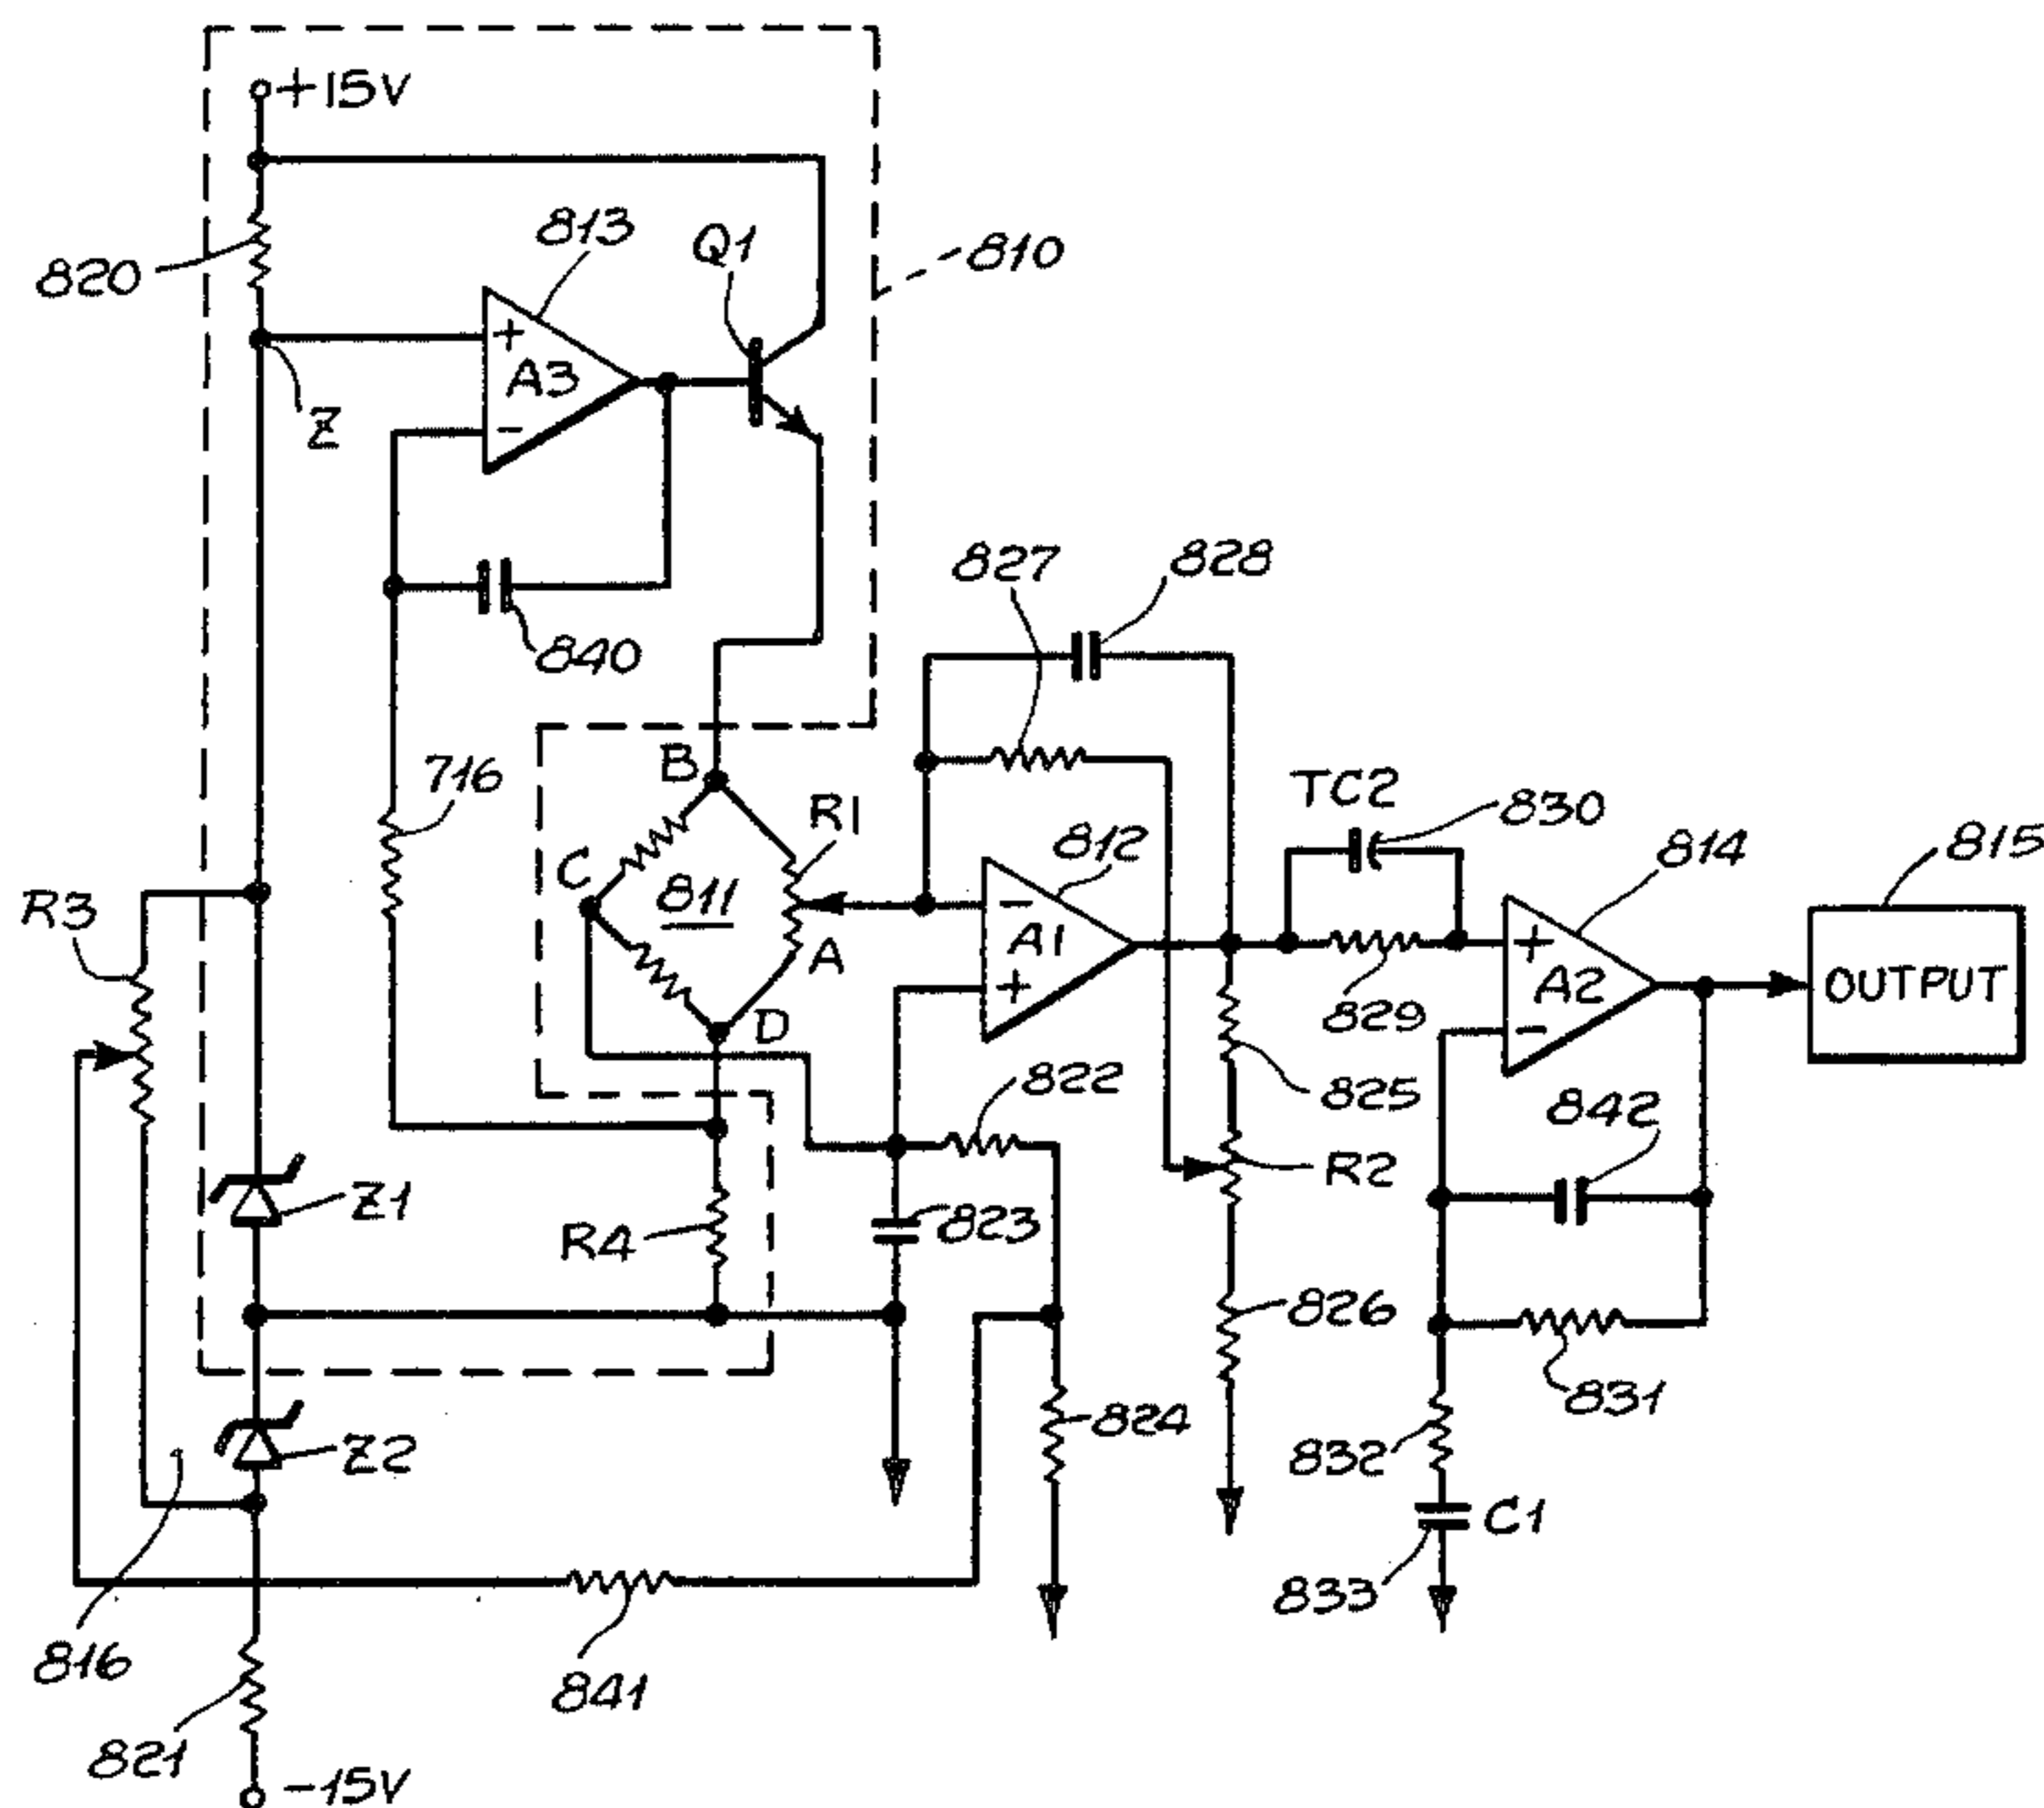 +15V
820
813
Q1
810
+
A3
-
Z
840
827
828
716
B
R1
C
811
A
D
812
-
A1
+
TC2
830
829
814
+
A2
-
815
OUTPUT
R3
822
825
842
R2
Z1
R4
823
826
831
824
832
Z2
C1
833
816
841
821
-15V